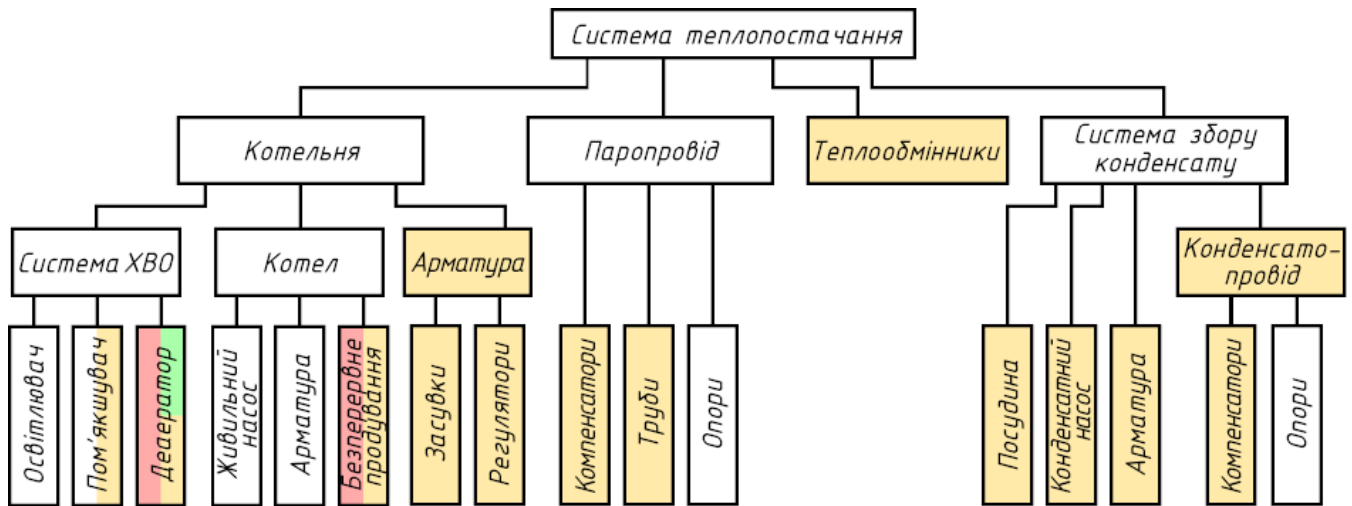 Система теплопостачання
Котельня
Паропровід
Теплообмінники
Система збору
конденсату
Система ХВО
Котел
Арматура
Конденсато-
провід
Освітлювач
Пом'якшувач
Деаератор
Живильний
насос
Арматура
Безперервне
продування
Засувки
Регулятори
Компенсатори
Труби
Опори
Посудина
Конденсатний
насос
Арматура
Компенсатори
Опори